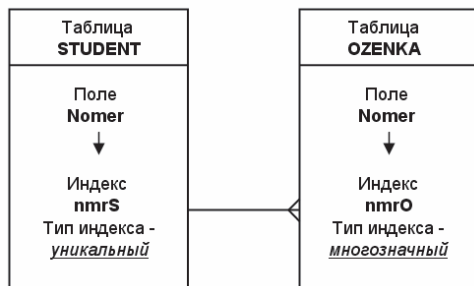 Таблица
STUDENT
Поле
Nomer
Индекс
nmrS
Тип индекса -
уникальный
Таблица
OZENKA
Поле
Nomer
Индекс
nmrO
Тип индекса -
многозначный